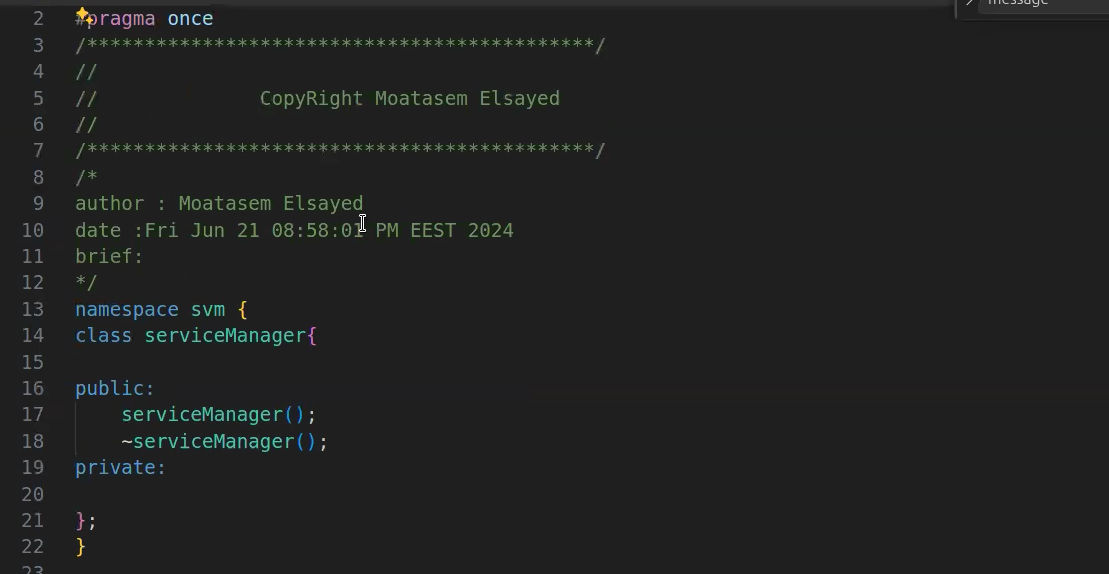 message
2 #pragma once
3 /********************************************/
4 //
5 // CopyRight Moatasem Elsayed
6 //
7 /********************************************/
8 /*
9 author : Moatasem Elsayed
10 date :Fri Jun 21 08:58:01 PM EEST 2024
11 brief:
12 */
13 namespace svm {
14 class serviceManager{
15
16 public:
17 serviceManager();
18 ~serviceManager();
19 private:
20
21 };
22 }
23